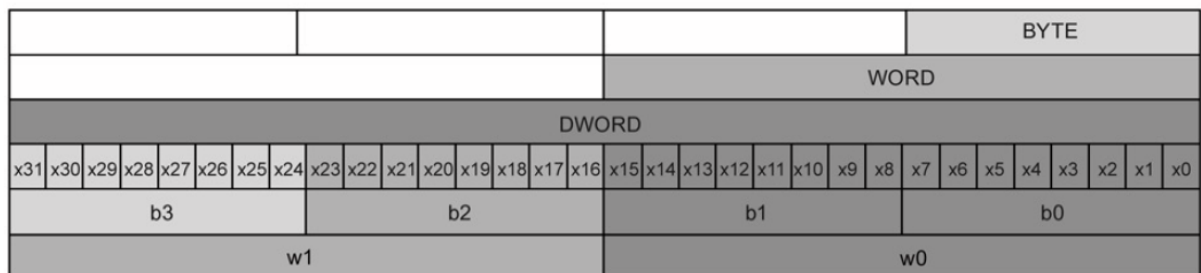 BYTE
WORD
DWORD
x31 x30 x29 x28 x27 x26 x25 x24 x23 x22 x21 x20 x19 x18 x17 x16 x15 x14 x13 x12 x11 x10 x9 x8 x7 x6 x5 x4 x3 x2 x1 x0
b3 b2 b1 b0
w1 w0